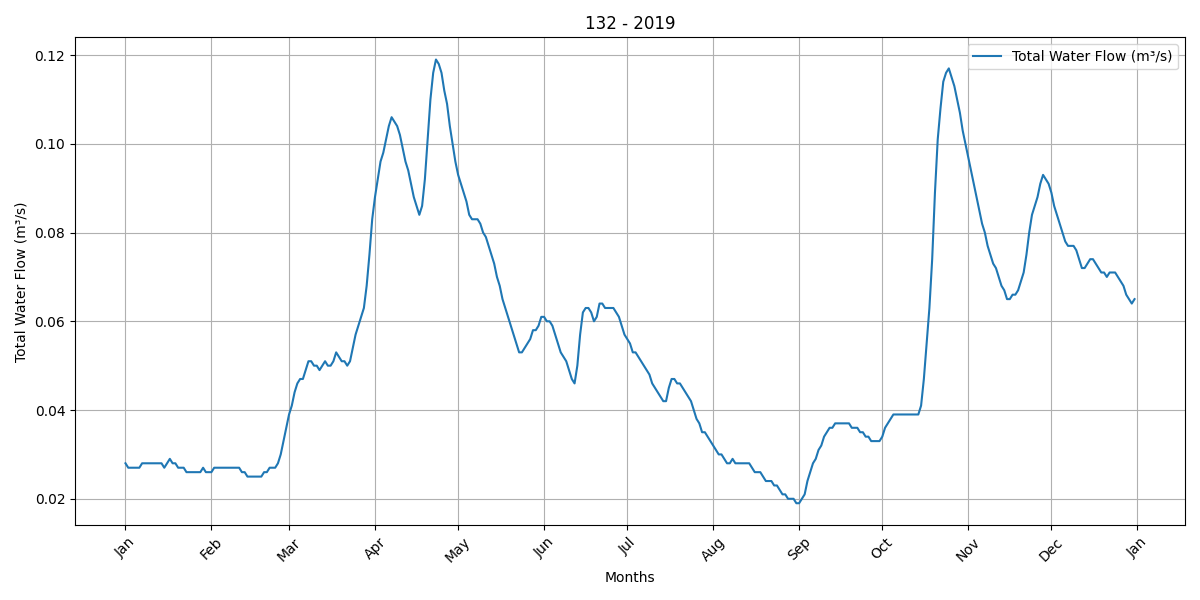 132 - 2019
Total Water Flow (m³/s)
Total Water Flow (m³/s)
0.12
0.10
0.08
0.06
0.04
0.02
Jan Feb Mar Apr May Jun Jul Aug Sep Oct Nov Dec Jan
Months